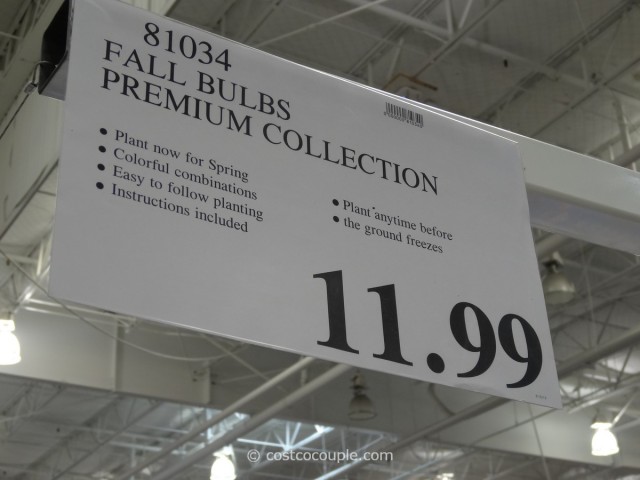 81034
FALL BULBS
PREMIUM COLLECTION
• Plant now for Spring
• Colorful combinations
• Easy to follow planting
• Instructions included
• Plant anytime before
• the ground freezes
11.99
© costcocouple.com